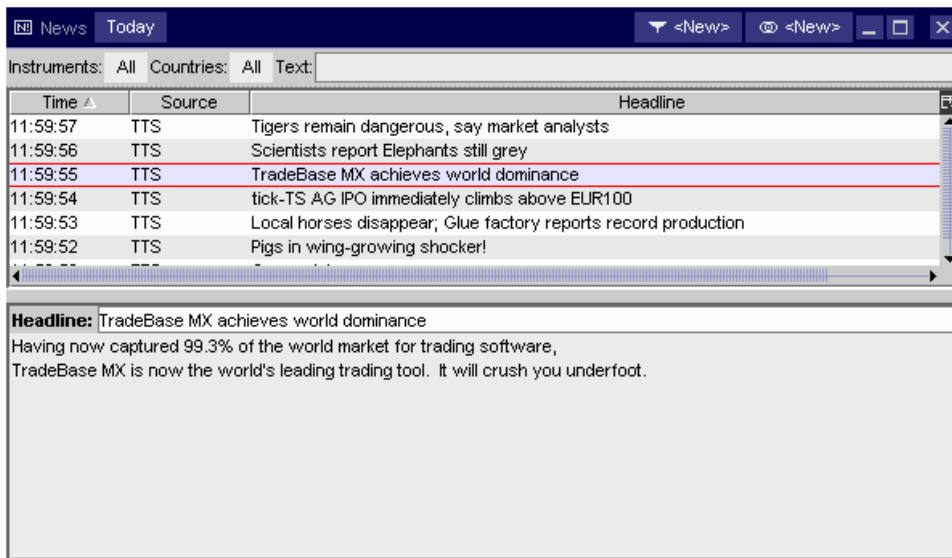 N! News Today <New> <New>
Instruments: All Countries: All Text:
Time Source Headline
11:59:57 TTS Tigers remain dangerous, say market analysts
11:59:56 TTS Scientists report Elephants still grey
11:59:55 TTS TradeBase MX achieves world dominance
11:59:54 TTS tick-TS AG IPO immediately climbs above EUR100
11:59:53 TTS Local horses disappear; Glue factory reports record production
11:59:52 TTS Pigs in wing-growing shocker!
Headline: TradeBase MX achieves world dominance
Having now captured 99.3% of the world market for trading software,
TradeBase MX is now the world's leading trading tool. It will crush you underfoot.